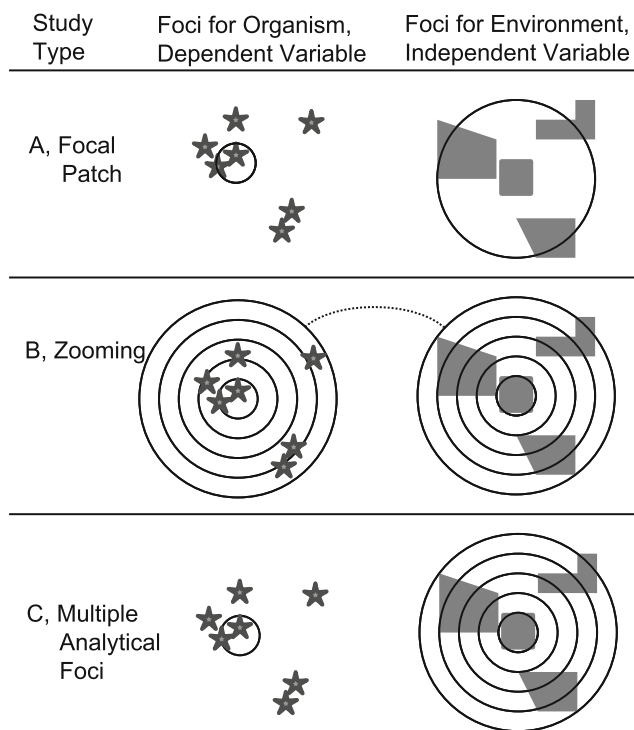 Study
Type
Foci for Organism,
Dependent Variable
Foci for Environment,
Independent Variable
A, Focal
Patch
B, Zooming
C, Multiple
Analytical
Foci